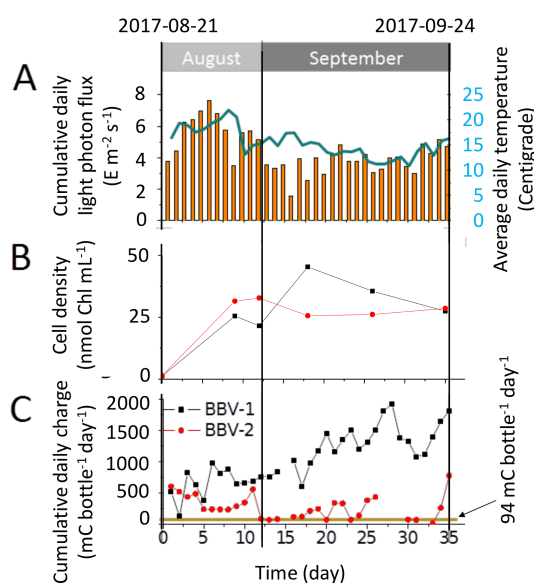 2017-08-21 2017-09-24
August September
A
Cumulative daily
light photon flux
(E m-2 s-1)
8
6
4
2
0
25
20
15
10
5
0
Average daily temperature
(Centigrade)
B
Cell density
(nmol Chl mL-1)
50
25
0
C
Cumulative daily charge
(mC bottle-1 day-1)
2000
1500
1000
500
0
BBV-1
BBV-2
94 mC bottle-1 day-1
0 5 10 15 20 25 30 35
Time (day)